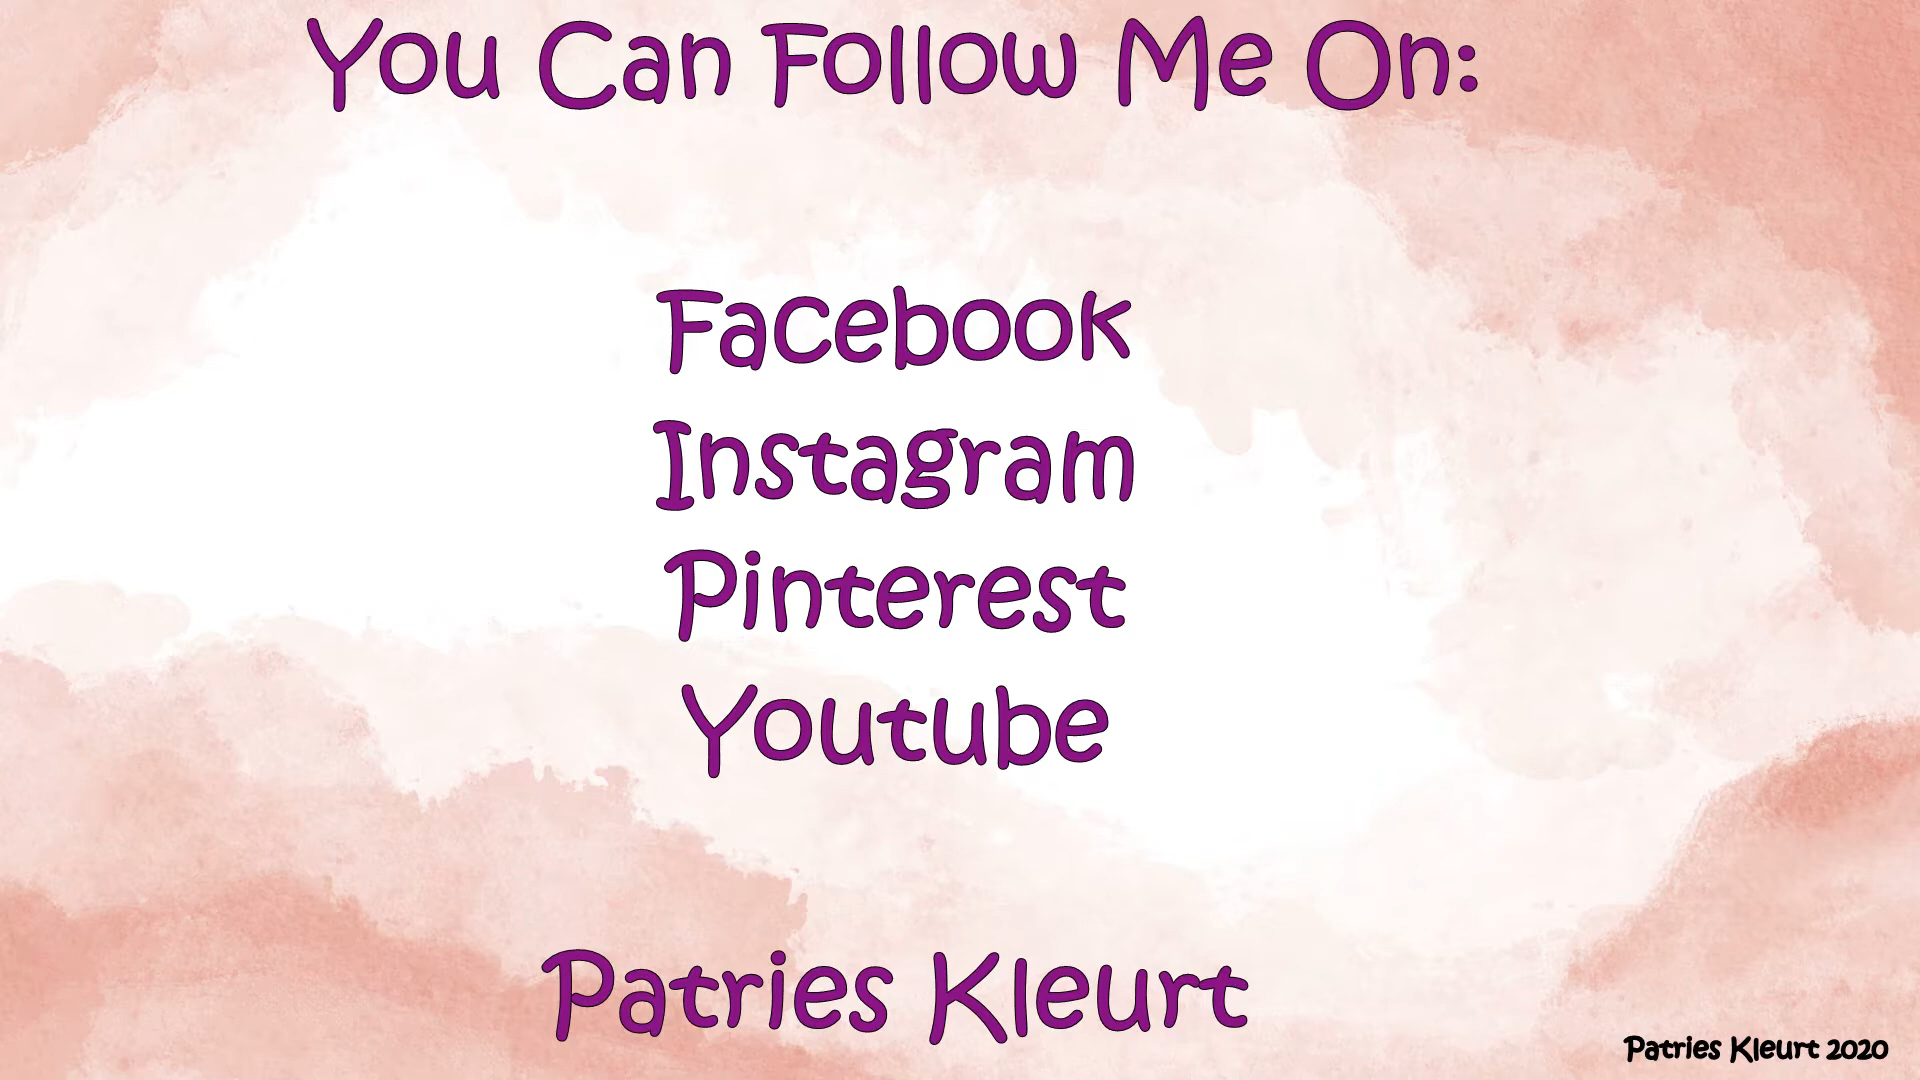 You Can Follow Me On:
Facebook
Instagram
Pinterest
Youtube
Patries Kleurt
Patries Kleurt 2020